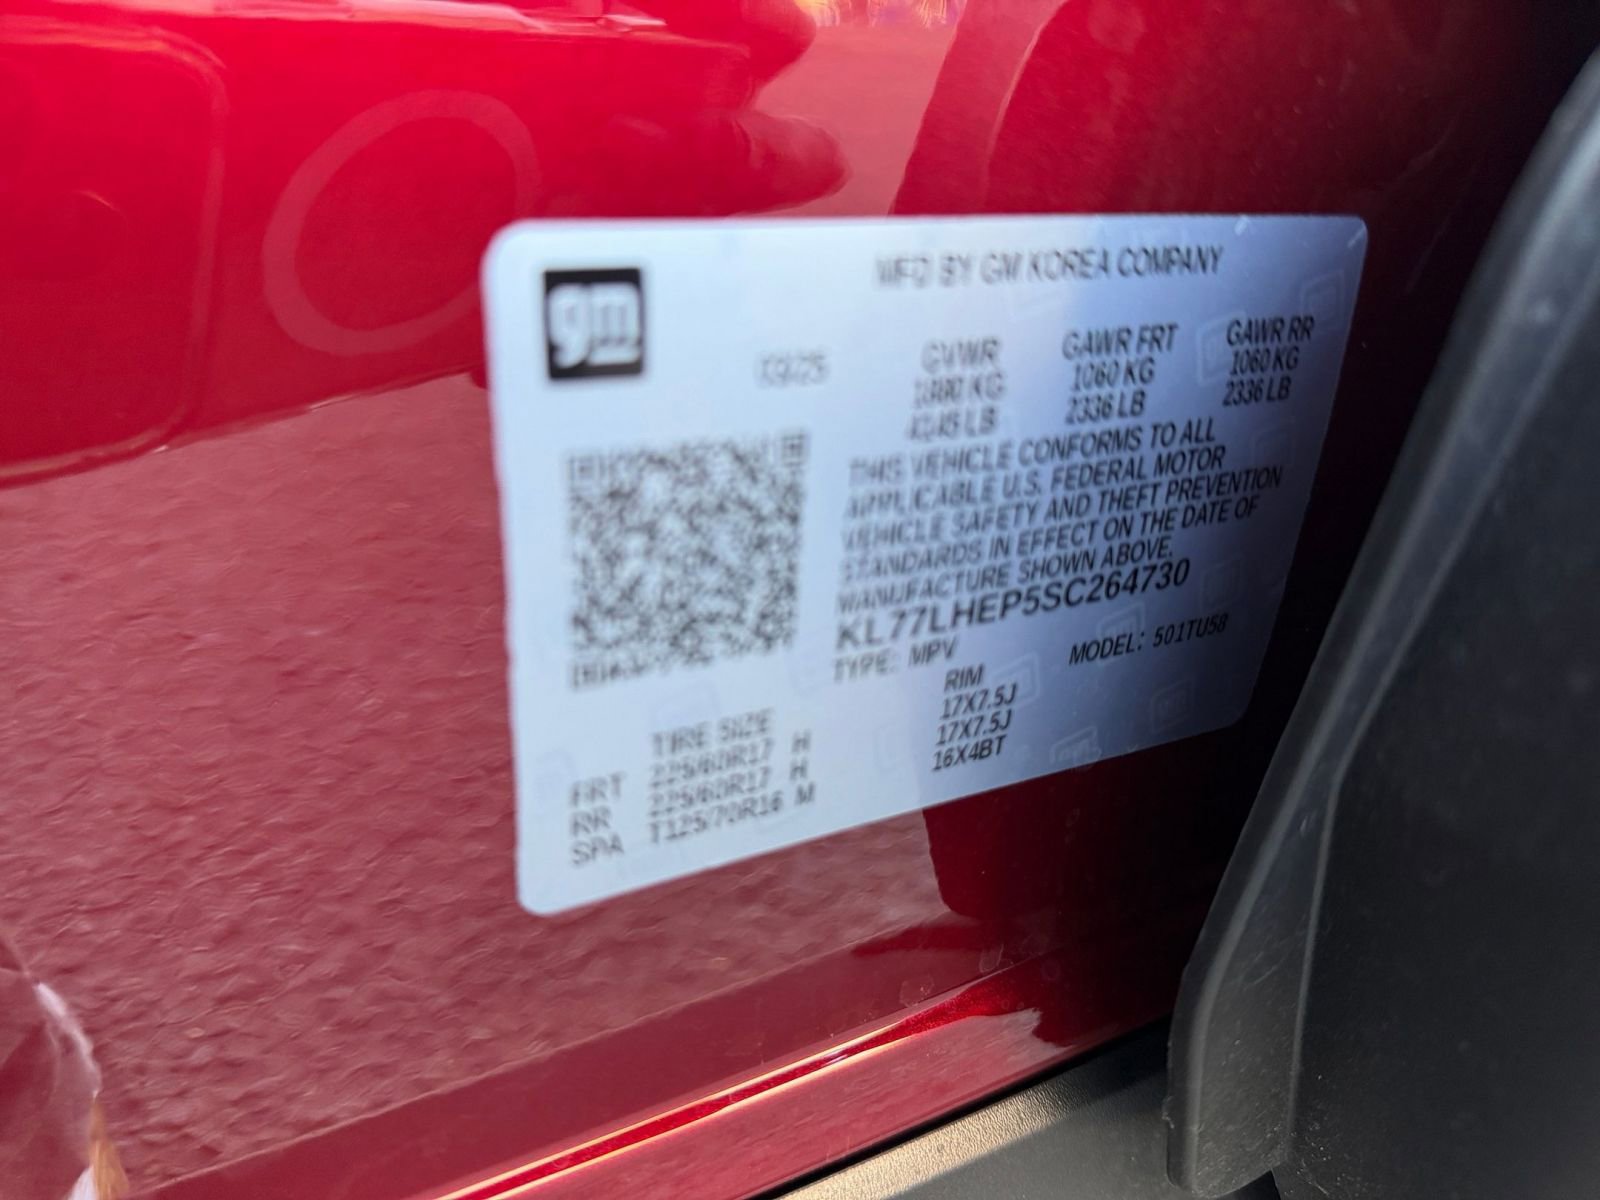 gm
MFD BY GM KOREA COMPANY
GVWR GAWR FRT GAWR RR
1880 KG 1060 KG 1060 KG
4145 LB 2336 LB 2336 LB
THIS VEHICLE CONFORMS TO ALL
APPLICABLE U.S. FEDERAL MOTOR
VEHICLE SAFETY AND THEFT PREVENTION
STANDARDS IN EFFECT ON THE DATE OF
MANUFACTURE SHOWN ABOVE.
KL77LHEP5SC264730
TYPE: MPV MODEL: 501TU58
TIRE SIZE RIM
FRT 225/60R17 H 17X7.5J
RR 225/60R17 H 17X7.5J
SPA T125/70R16 M 16X4BT